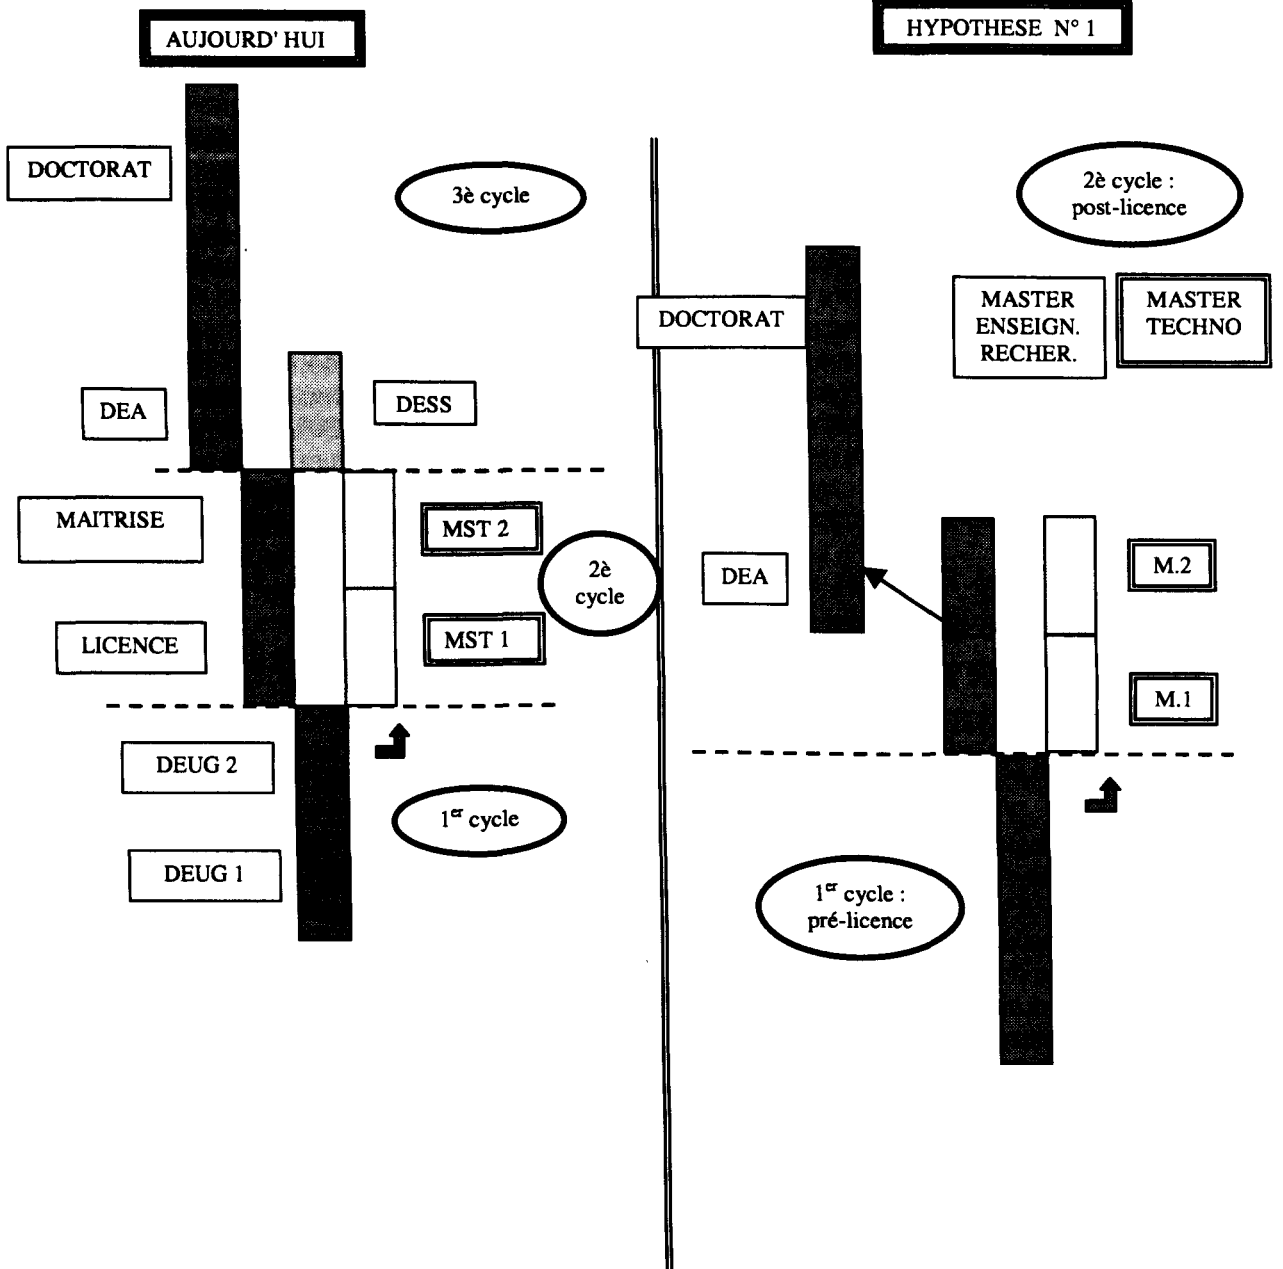 AUJOURD' HUI
DOCTORAT
3è cycle
DEA
DESS
MAITRISE
MST 2
2è
cycle
LICENCE
MST 1
DEUG 2
1er cycle
DEUG 1
HYPOTHESE N° 1
2è cycle :
post-licence
MASTER
ENSEIGN.
RECHER.
MASTER
TECHNO
DOCTORAT
DEA
M.2
M.1
1er cycle :
pré-licence